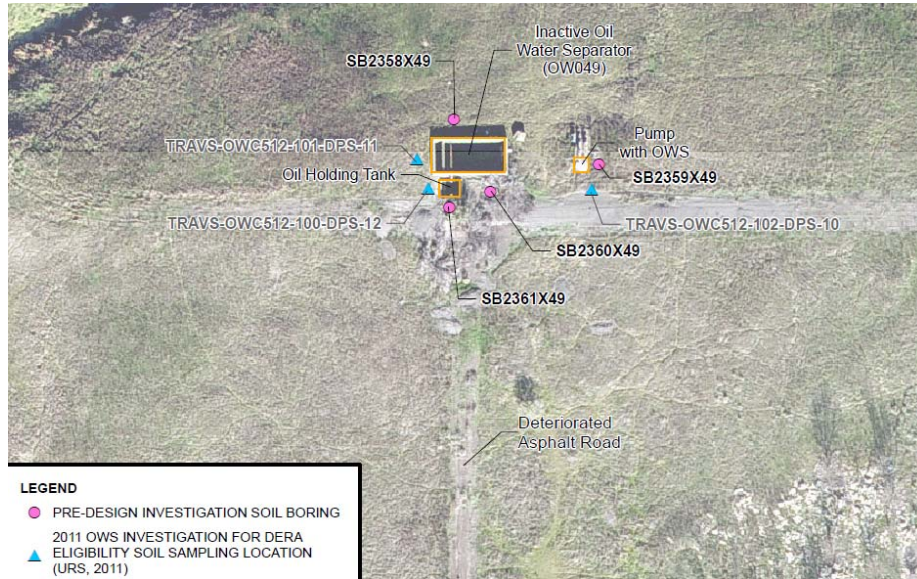 Inactive Oil
Water Separator
(OW049)
SB2358X49
TRAVS-OWC512-101-DPS-11
Pump
with OWS
Oil Holding Tank
SB2359X49
TRAVS-OWC512-100-DPS-12
TRAVS-OWC512-102-DPS-10
SB2360X49
SB2361X49
Deteriorated
Asphalt Road
LEGEND
PRE-DESIGN INVESTIGATION SOIL BORING
2011 OWS INVESTIGATION FOR DERA
ELIGIBILITY SOIL SAMPLING LOCATION
(URS, 2011)